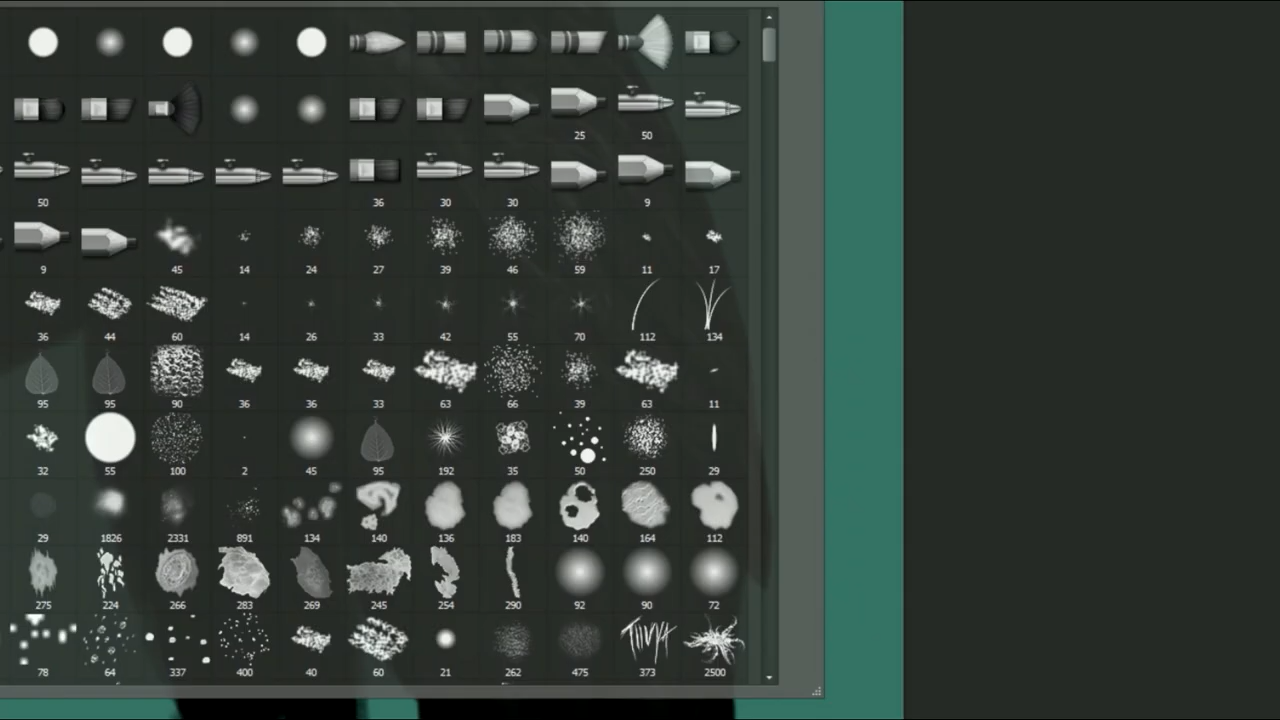 25 50
50 36 30 30 9
9 45 14 24 27 39 46 59 11 17
36 44 60 14 26 33 42 55 70 112 134
95 95 90 36 36 33 63 66 39 63 11
32 55 100 2 45 95 192 35 50 250 29
29 1826 2331 891 134 140 136 183 140 164 112
275 224 266 283 269 245 254 290 92 90 72
78 64 337 400 40 60 21 262 475 373 2500